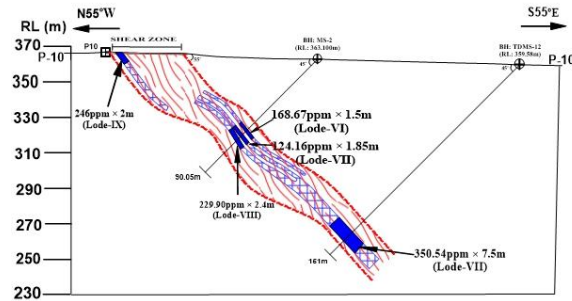 N55°W
S55°E
RL (m)
SHEAR ZONE
BH: MS-2
(RL: 363.100m)
BH: TDMS-12
(RL: 359.58m)
370
P-10
P10
P-10
55°
45°
45°
350
246ppm × 2m
(Lode-IX)
330
168.67ppm × 1.5m
(Lode-VI)
124.16ppm × 1.85m
(Lode-VII)
310
90.05m
290
229.90ppm × 2.4m
(Lode-VIII)
270
350.54ppm × 7.5m
(Lode-VII)
250
161m
230